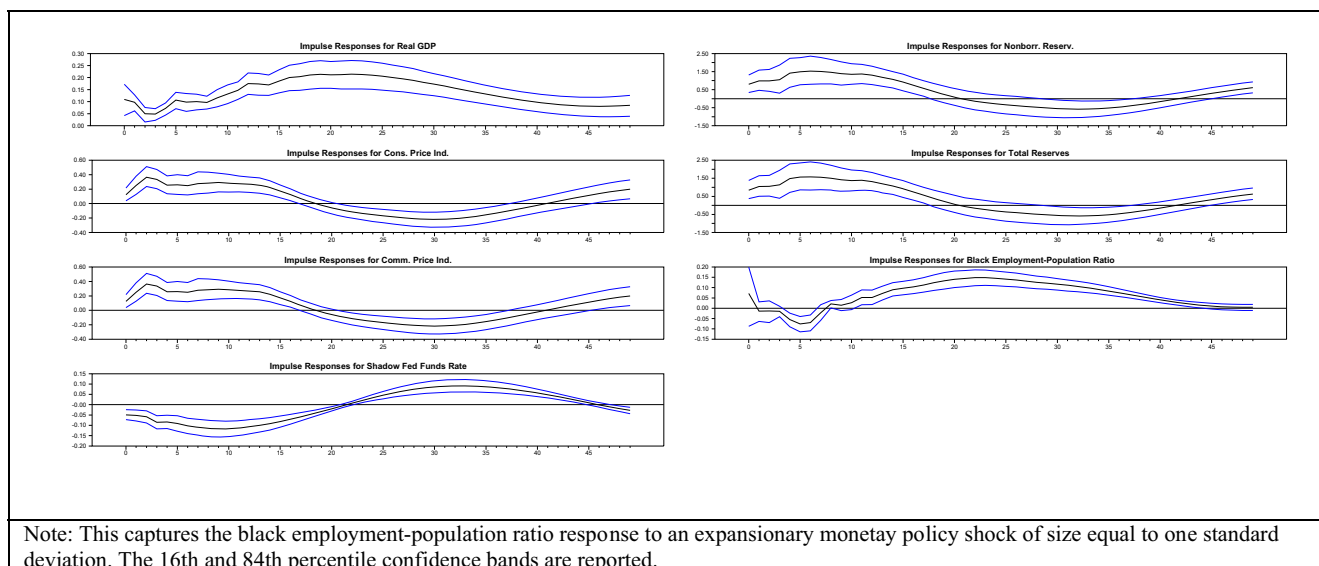 Impulse Responses for Real GDP
0.30
0.25
0.20
0.15
0.10
0.05
0.00
0 5 10 15 20 25 30 35 40 45
Impulse Responses for Cons. Price Ind.
0.60
0.40
0.20
0.00
-0.20
-0.40
0 5 10 15 20 25 30 35 40 45
Impulse Responses for Comm. Price Ind.
0.60
0.40
0.20
0.00
-0.20
-0.40
0 5 10 15 20 25 30 35 40 45
Impulse Responses for Shadow Fed Funds Rate
0.15
0.10
0.05
-0.00
-0.05
-0.10
-0.15
-0.20
0 5 10 15 20 25 30 35 40 45
Impulse Responses for Nonborr. Reserv.
2.50
1.50
0.50
-0.50
-1.50
0 5 10 15 20 25 30 35 40 45
Impulse Responses for Total Reserves
2.50
1.50
0.50
-0.50
-1.50
0 5 10 15 20 25 30 35 40 45
Impulse Responses for Black Employment-Population Ratio
0.20
0.15
0.10
0.05
0.00
-0.05
-0.10
-0.15
0 5 10 15 20 25 30 35 40 45
Note: This captures the black employment-population ratio response to an expansionary monetay policy shock of size equal to one standard
deviation. The 16th and 84th percentile confidence bands are reported.